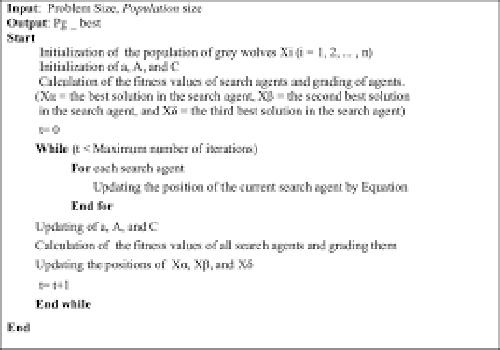 Input: Problem Size, Population size
Output: Pg _ best
Start
Initialization of the population of grey wolves Xi (i = 1, 2, ... , n)
Initialization of a, A, and C
Calculation of the fitness values of search agents and grading of agents.
(Xα = the best solution in the search agent, Xβ = the second best solution
in the search agent, and Xδ = the third best solution in the search agent)
t= 0
While (t < Maximum number of iterations)
For each search agent
Updating the position of the current search agent by Equation
End for
Updating of a, A, and C
Calculation of the fitness values of all search agents and grading them
Updating the positions of Xα, Xβ, and Xδ
t= t+1
End while
End